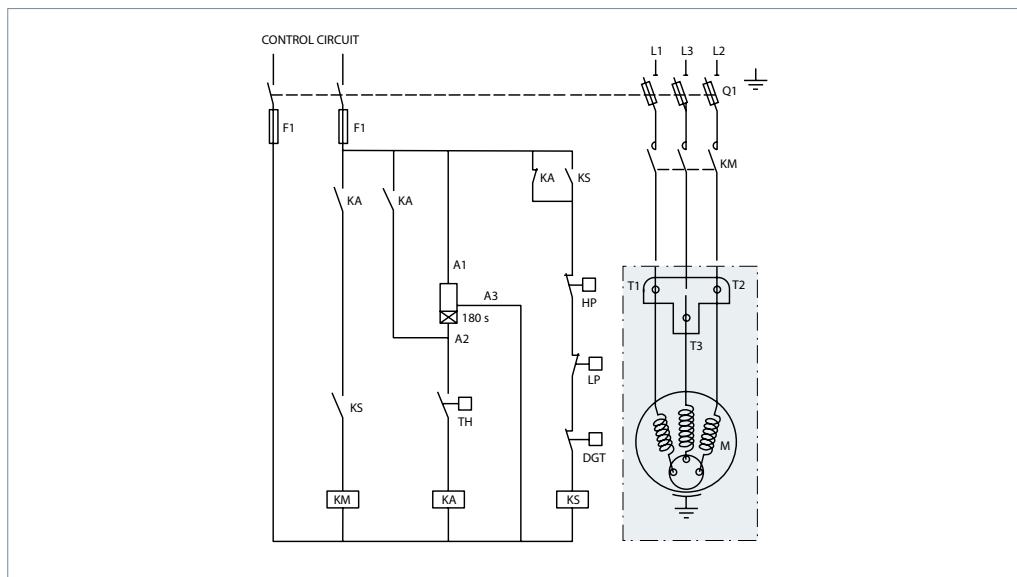 CONTROL CIRCUIT
L1 L3 L2
Q1
F1 F1
KM
KA KS
KA KA
A1
A3
180 s
A2
HP
T1 T2
T3
LP
KS
TH
DGT
M
KM KA KS